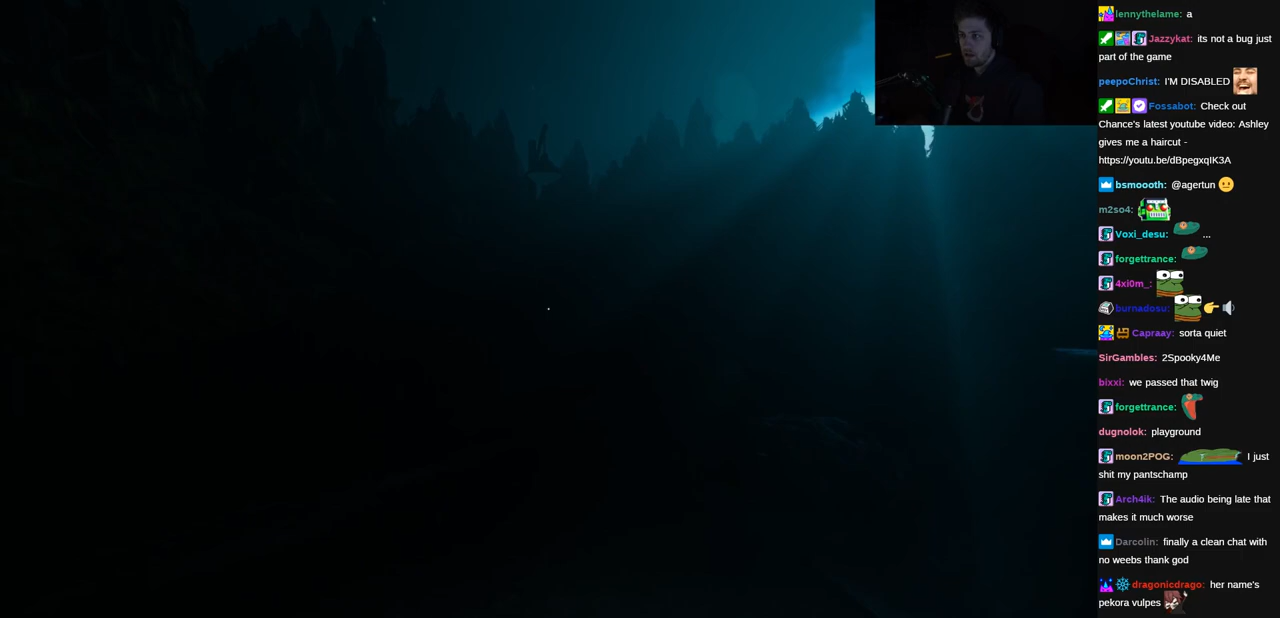 lennythelame: a
Jazzykat: its not a bug just
part of the game
peepoChrist: I'M DISABLED
Fossabot: Check out
Chance's latest youtube video: Ashley
gives me a haircut -
https://youtu.be/dBpegxqIK3A
bsmoooth: @agertun
m2so4:
Voxi_desu: ...
forgettrance:
4xi0m_:
burnadosu:
Capraay: sorta quiet
SirGambles: 2Spooky4Me
bixxi: we passed that twig
forgettrance:
dugnolok: playground
moon2POG: I just
shit my pantschamp
Arch4ik: The audio being late that
makes it much worse
Darcolin: finally a clean chat with
no weebs thank god
dragonicdrago: her name's
pekora vulpes